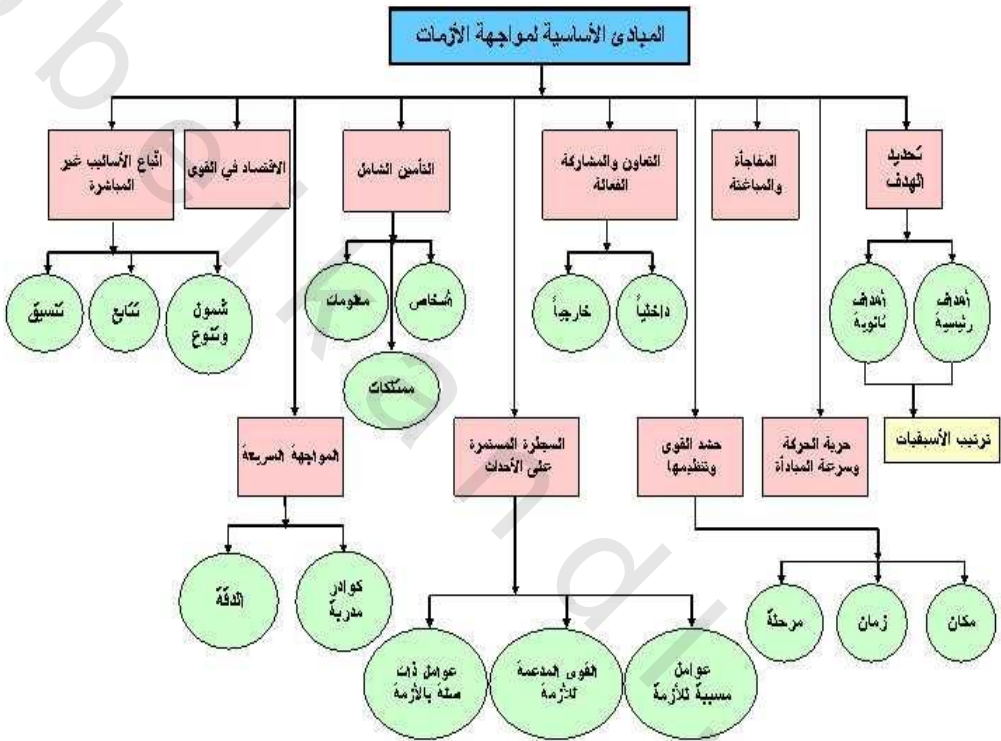 المبادئ الأساسية لمواجهة الأزمات
تحديد
الهدف
المفاجأة
والمباغتة
التعاون والمشاركة
الفعالة
التأمين الشامل
الاقتصاد في القوى
اتباع الأساليب غير
المباشرة
أهداف
رئيسية
أهداف
ثانوية
داخلياً
خارجياً
أشخاص
معلومات
ممتلكات
شمول
وتنوع
تتابع
تنسيق
ترتيب الأسبقيات
حرية الحركة
وسرعة المبادأة
حشد القوى
وتنظيمها
السيطرة المستمرة
على الأحداث
المواجهة السريعة
مكان
زمان
مرحلة
عوامل
مسببة للأزمة
القوى المدعمة
للأزمة
عوامل ذات
صلة بالأزمة
كوادر
مدربة
الدقة